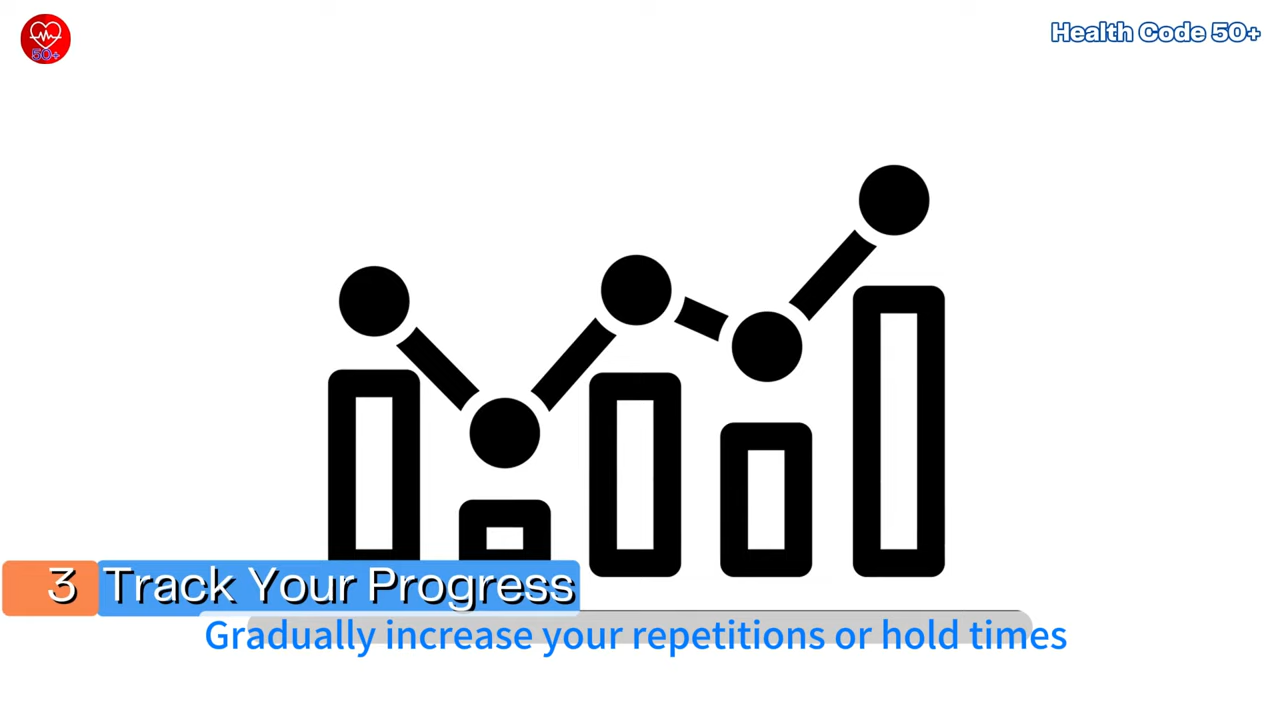 50+
Health Code 50+
3 Track Your Progress
Gradually increase your repetitions or hold times